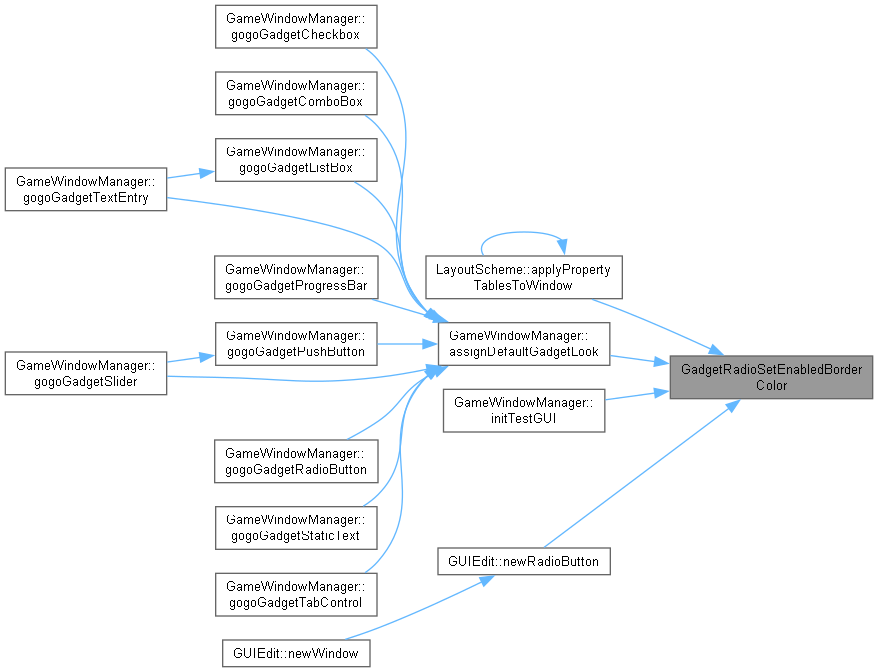 GameWindowManager::
gogoGadgetCheckbox
GameWindowManager::
gogoGadgetComboBox
GameWindowManager::
gogoGadgetListBox
GameWindowManager::
gogoGadgetTextEntry
GameWindowManager::
gogoGadgetProgressBar
GameWindowManager::
gogoGadgetPushButton
GameWindowManager::
gogoGadgetSlider
GameWindowManager::
gogoGadgetRadioButton
GameWindowManager::
gogoGadgetStaticText
GameWindowManager::
gogoGadgetTabControl
GUIEdit::newWindow
LayoutScheme::applyProperty
TablesToWindow
GameWindowManager::
assignDefaultGadgetLook
GameWindowManager::
initTestGUI
GUIEdit::newRadioButton
GadgetRadioSetEnabledBorder
Color